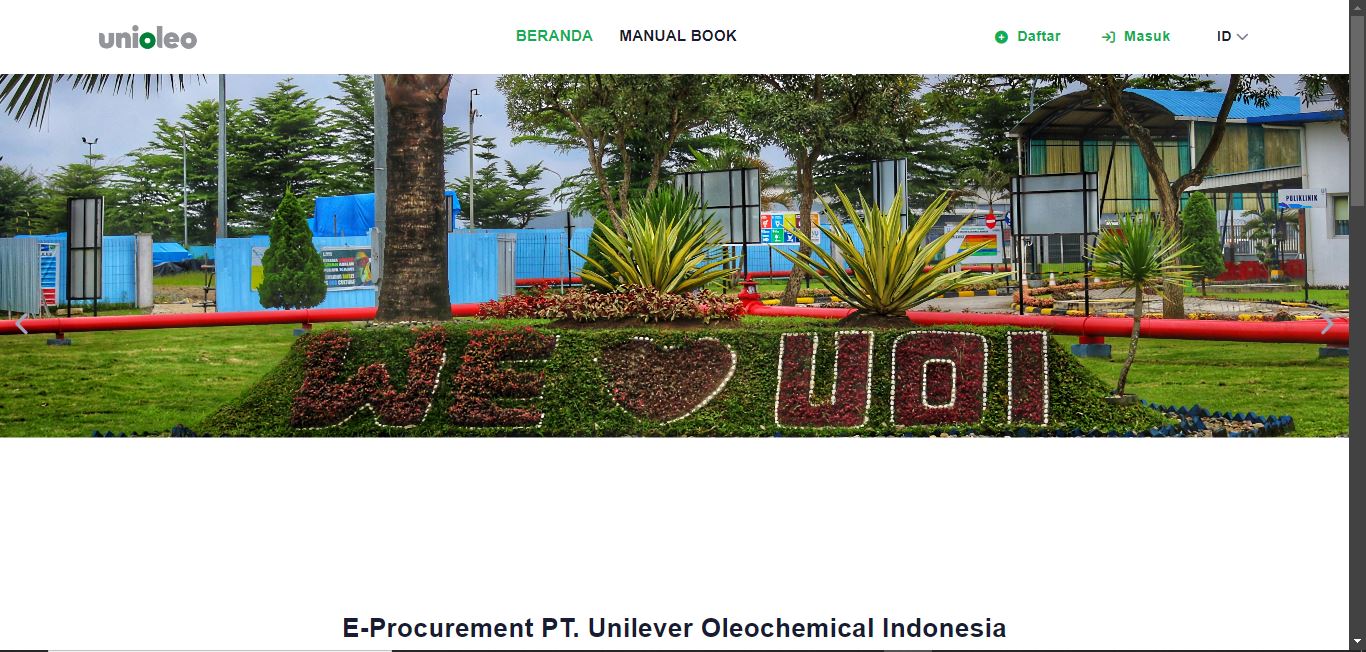 unioleo
BERANDA
MANUAL BOOK
Daftar
Masuk
ID
POLIKLINIK
WE UOI
E-Procurement PT. Unilever Oleochemical Indonesia